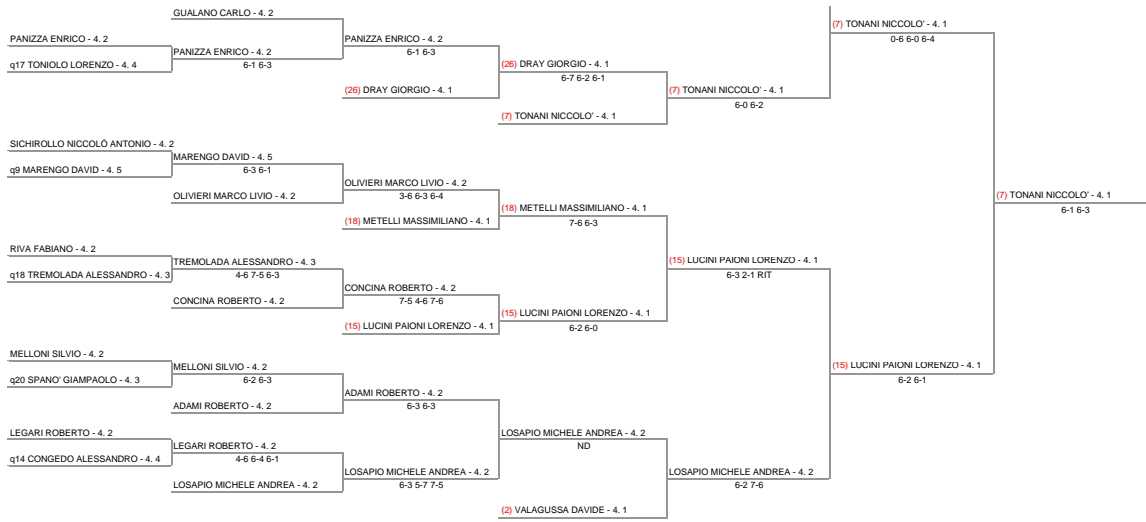 GUALANO CARLO - 4. 2
(7) TONANI NICCOLO' - 4. 1
0-6 6-0 6-4
PANIZZA ENRICO - 4. 2
PANIZZA ENRICO - 4. 2
6-1 6-3
PANIZZA ENRICO - 4. 2
6-1 6-3
q17 TONIOLO LORENZO - 4. 4
(26) DRAY GIORGIO - 4. 1
6-7 6-2 6-1
(26) DRAY GIORGIO - 4. 1
(7) TONANI NICCOLO' - 4. 1
6-0 6-2
(7) TONANI NICCOLO' - 4. 1
SICHIROLLO NICCOLÒ ANTONIO - 4. 2
MARENGO DAVID - 4. 5
6-3 6-1
q9 MARENGO DAVID - 4. 5
OLIVIERI MARCO LIVIO - 4. 2
3-6 6-3 6-4
OLIVIERI MARCO LIVIO - 4. 2
(7) TONANI NICCOLO' - 4. 1
6-1 6-3
(18) METELLI MASSIMILIANO - 4. 1
7-6 6-3
(18) METELLI MASSIMILIANO - 4. 1
RIVA FABIANO - 4. 2
TREMOLADA ALESSANDRO - 4. 3
4-6 7-5 6-3
(15) LUCINI PAIONI LORENZO - 4. 1
6-3 2-1 RIT
q18 TREMOLADA ALESSANDRO - 4. 3
CONCINA ROBERTO - 4. 2
7-5 4-6 7-6
CONCINA ROBERTO - 4. 2
(15) LUCINI PAIONI LORENZO - 4. 1
6-2 6-0
(15) LUCINI PAIONI LORENZO - 4. 1
MELLONI SILVIO - 4. 2
MELLONI SILVIO - 4. 2
6-2 6-3
(15) LUCINI PAIONI LORENZO - 4. 1
6-2 6-1
q20 SPANO' GIAMPAOLO - 4. 3
ADAMI ROBERTO - 4. 2
6-3 6-3
ADAMI ROBERTO - 4. 2
LEGARI ROBERTO - 4. 2
LOSAPIO MICHELE ANDREA - 4. 2
ND
LEGARI ROBERTO - 4. 2
4-6 6-4 6-1
q14 CONGEDO ALESSANDRO - 4. 4
LOSAPIO MICHELE ANDREA - 4. 2
6-3 5-7 7-5
LOSAPIO MICHELE ANDREA - 4. 2
6-2 7-6
LOSAPIO MICHELE ANDREA - 4. 2
(2) VALAGUSSA DAVIDE - 4. 1